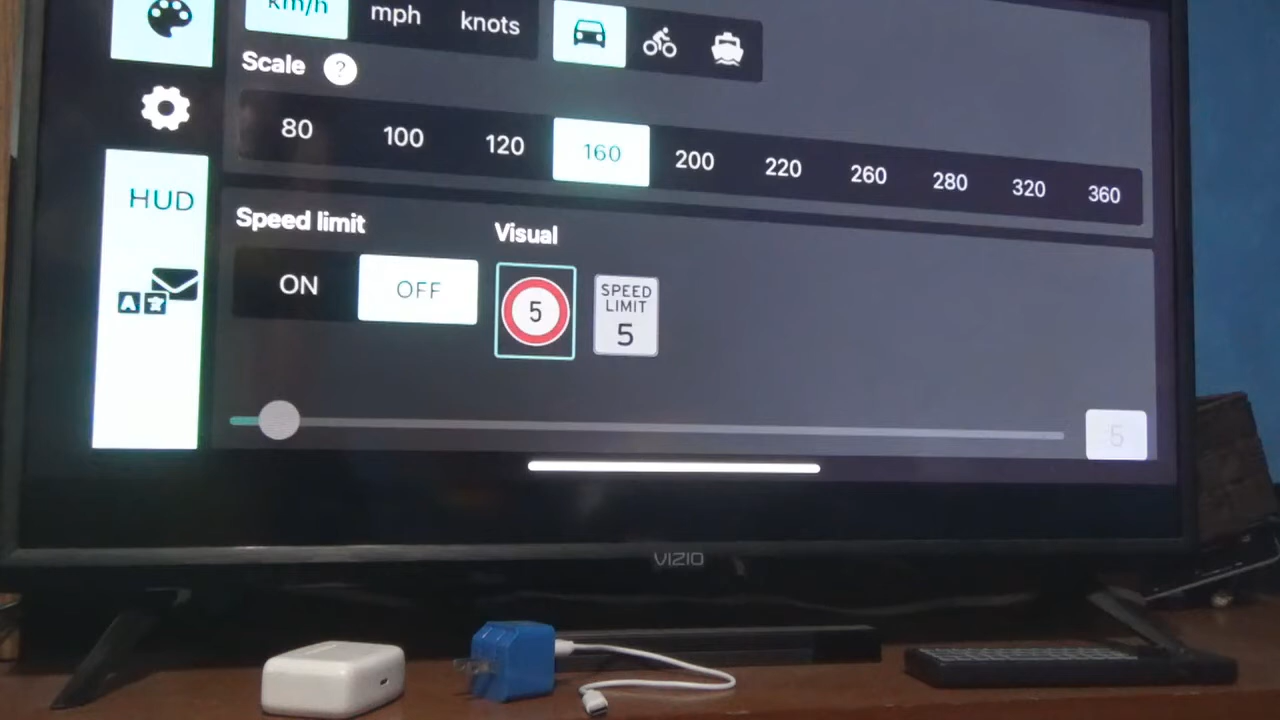 km/h mph knots
Scale ?
80 100 120 160 200 220 260 280 320 360
HUD
Speed limit Visual
ON OFF
5
SPEED
LIMIT
5
A
5
VIZIO